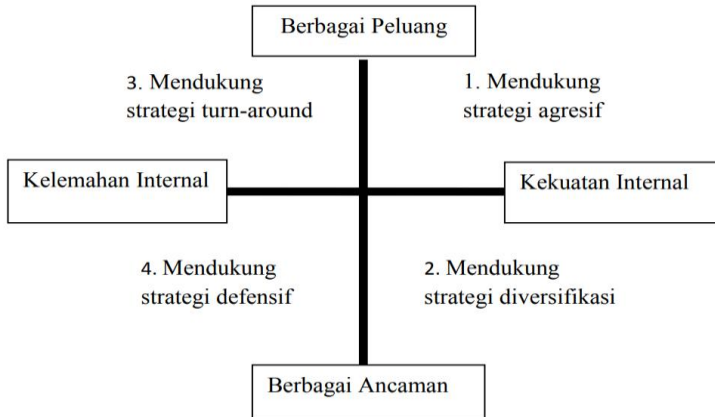 Berbagai Peluang
3. Mendukung
strategi turn-around
1. Mendukung
strategi agresif
Kelemahan Internal
Kekuatan Internal
4. Mendukung
strategi defensif
2. Mendukung
strategi diversifikasi
Berbagai Ancaman